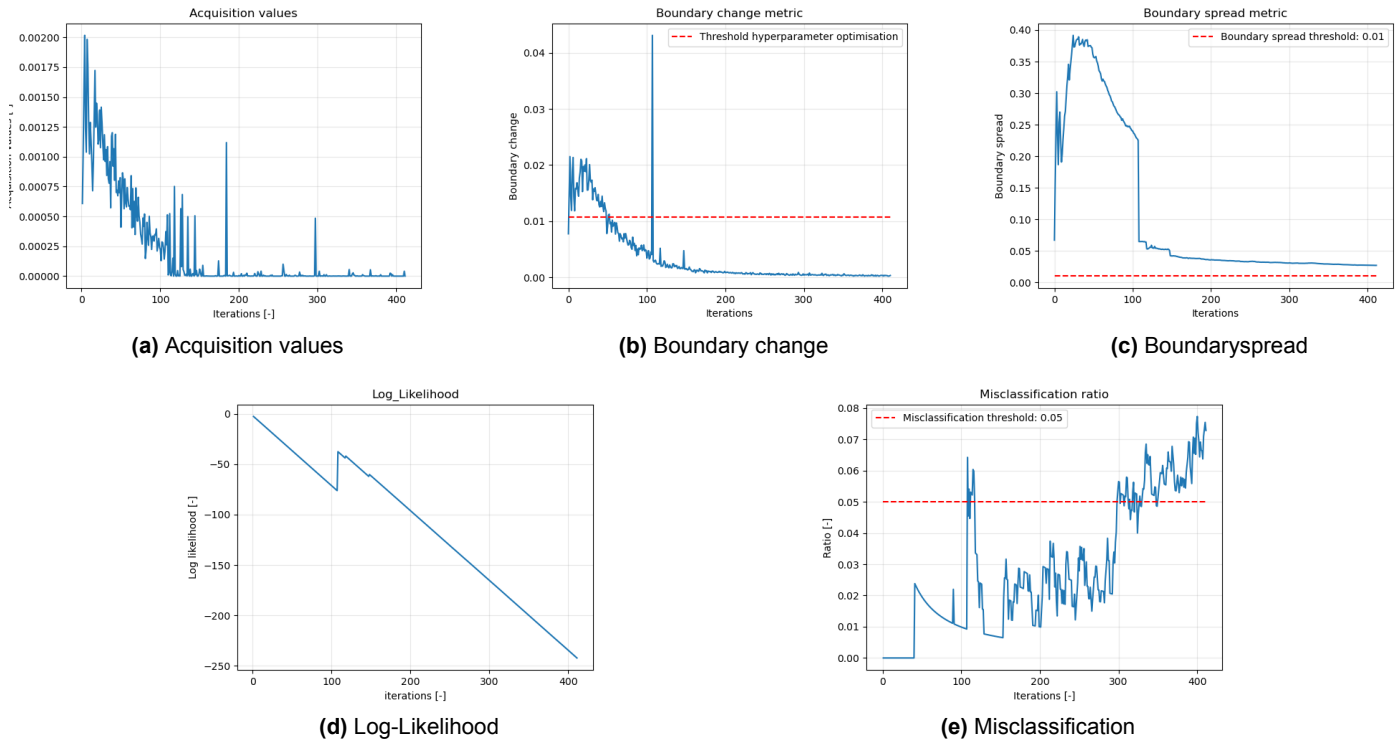 Acquisition values
0.00200
0.00175
0.00150
0.00125
0.00100
0.00075
0.00050
0.00025
0.00000
0 100 200 300 400
Iterations [-]
(a) Acquisition values
Boundary change metric
Threshold hyperparameter optimisation
Boundary change
0.04
0.03
0.02
0.01
0.00
0 100 200 300 400
Iterations
(b) Boundary change
Boundary spread metric
Boundary spread threshold: 0.01
Boundary spread
0.40
0.35
0.30
0.25
0.20
0.15
0.10
0.05
0.00
0 100 200 300 400
Iterations
(c) Boundaryspread
Log_Likelihood
Log likelihoood [-]
0
−50
−100
−150
−200
−250
0 100 200 300 400
iterations [-]
(d) Log-Likelihood
Misclassification ratio
Misclassification threshold: 0.05
Ratio [-]
0.08
0.07
0.06
0.05
0.04
0.03
0.02
0.01
0.00
0 100 200 300 400
Iterations [-]
(e) Misclassification